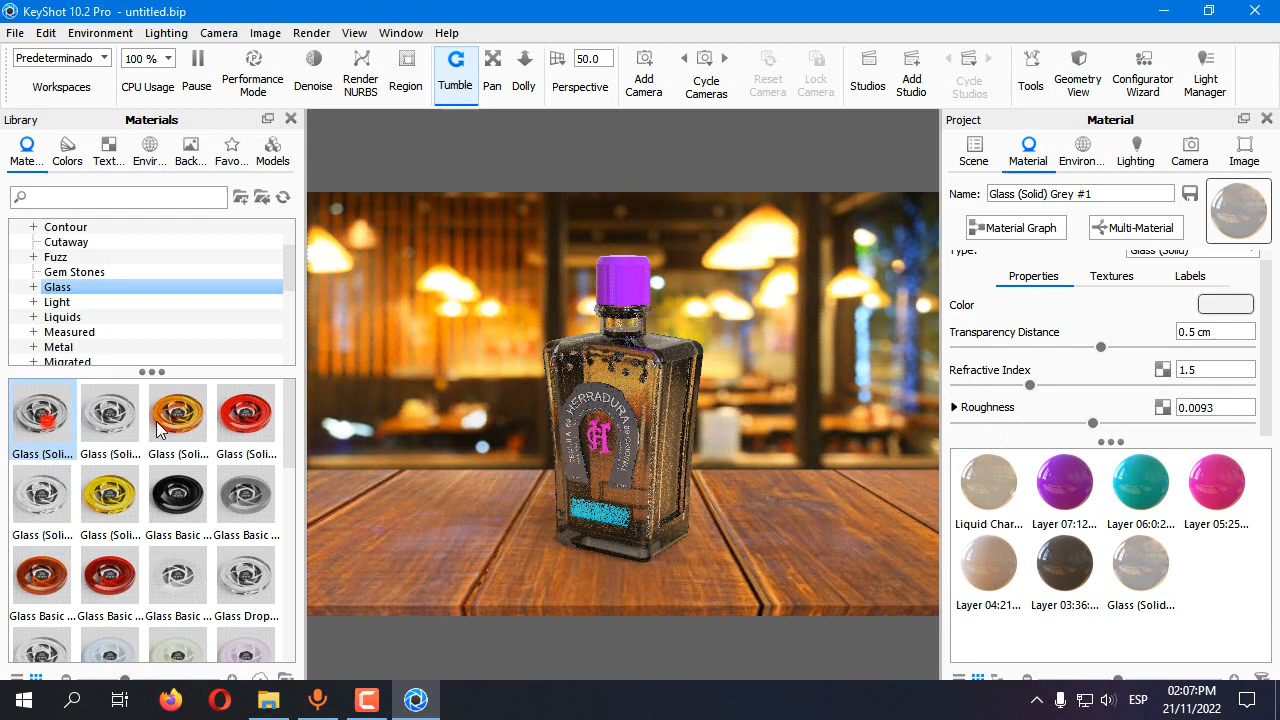 KeyShot 10.2 Pro - untitled.bip
File Edit Environment Lighting Camera Image Render View Window Help
Predeterminado 100 % 50.0
Workspaces CPU Usage Pause Performance Mode Denoise Render NURBS Region Tumble Pan Dolly Perspective Add Camera Cycle Cameras Reset Camera Lock Camera Studios Add Studio Cycle Studios Tools Geometry View Configurator Wizard Light Manager
Library Materials
Mate... Colors Text... Envir... Back... Favo... Models
Contour
Cutaway
Fuzz
Gem Stones
Glass
Light
Liquids
Measured
Metal
Migrated
Glass (Soli... Glass (Soli... Glass (Soli... Glass (Soli...
Glass (Soli... Glass (Soli... Glass Basic ... Glass Basic ...
Glass Basic ... Glass Basic ... Glass Basic ... Glass Drop...
HERRADURA
Project Material
Scene Material Environ... Lighting Camera Image
Name: Glass (Solid) Grey #1
Material Graph Multi-Material
Type: Glass (Solid)
Properties Textures Labels
Color
Transparency Distance 0.5 cm
Refractive Index 1.5
Roughness 0.0093
Liquid Char... Layer 07:12... Layer 06:0:2... Layer 05:25...
Layer 04:21... Layer 03:36:... Glass (Solid...
ESP
02:07:PM
21/11/2022